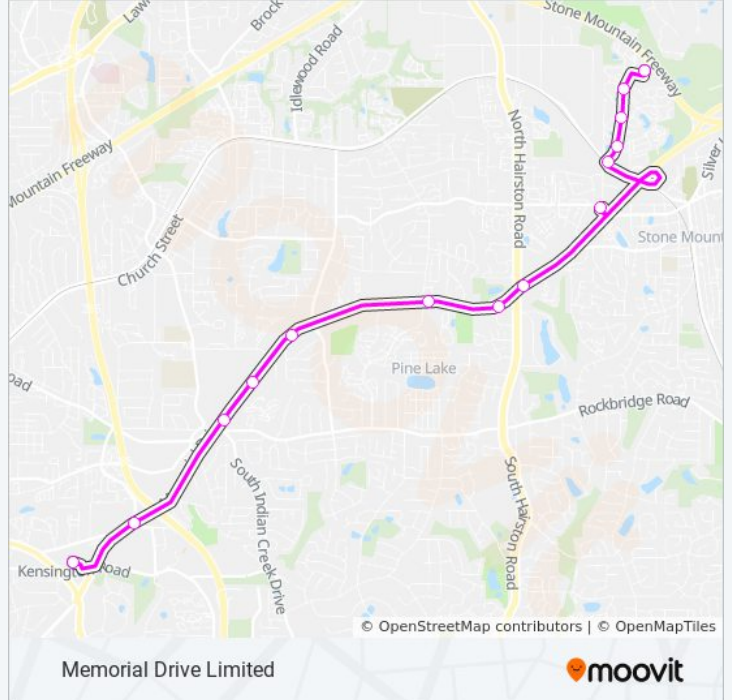 Stone Mountain Freeway
Brock
Idlewood Road
Mountain Freeway
North Hairston Road
Silver
Church Street
Stone Mount
Pine Lake
oad
Rockbridge Road
South Indian Creek Drive
South Hairston Road
Kensington Road
© OpenStreetMap contributors | © OpenMapTiles
Memorial Drive Limited
moovit